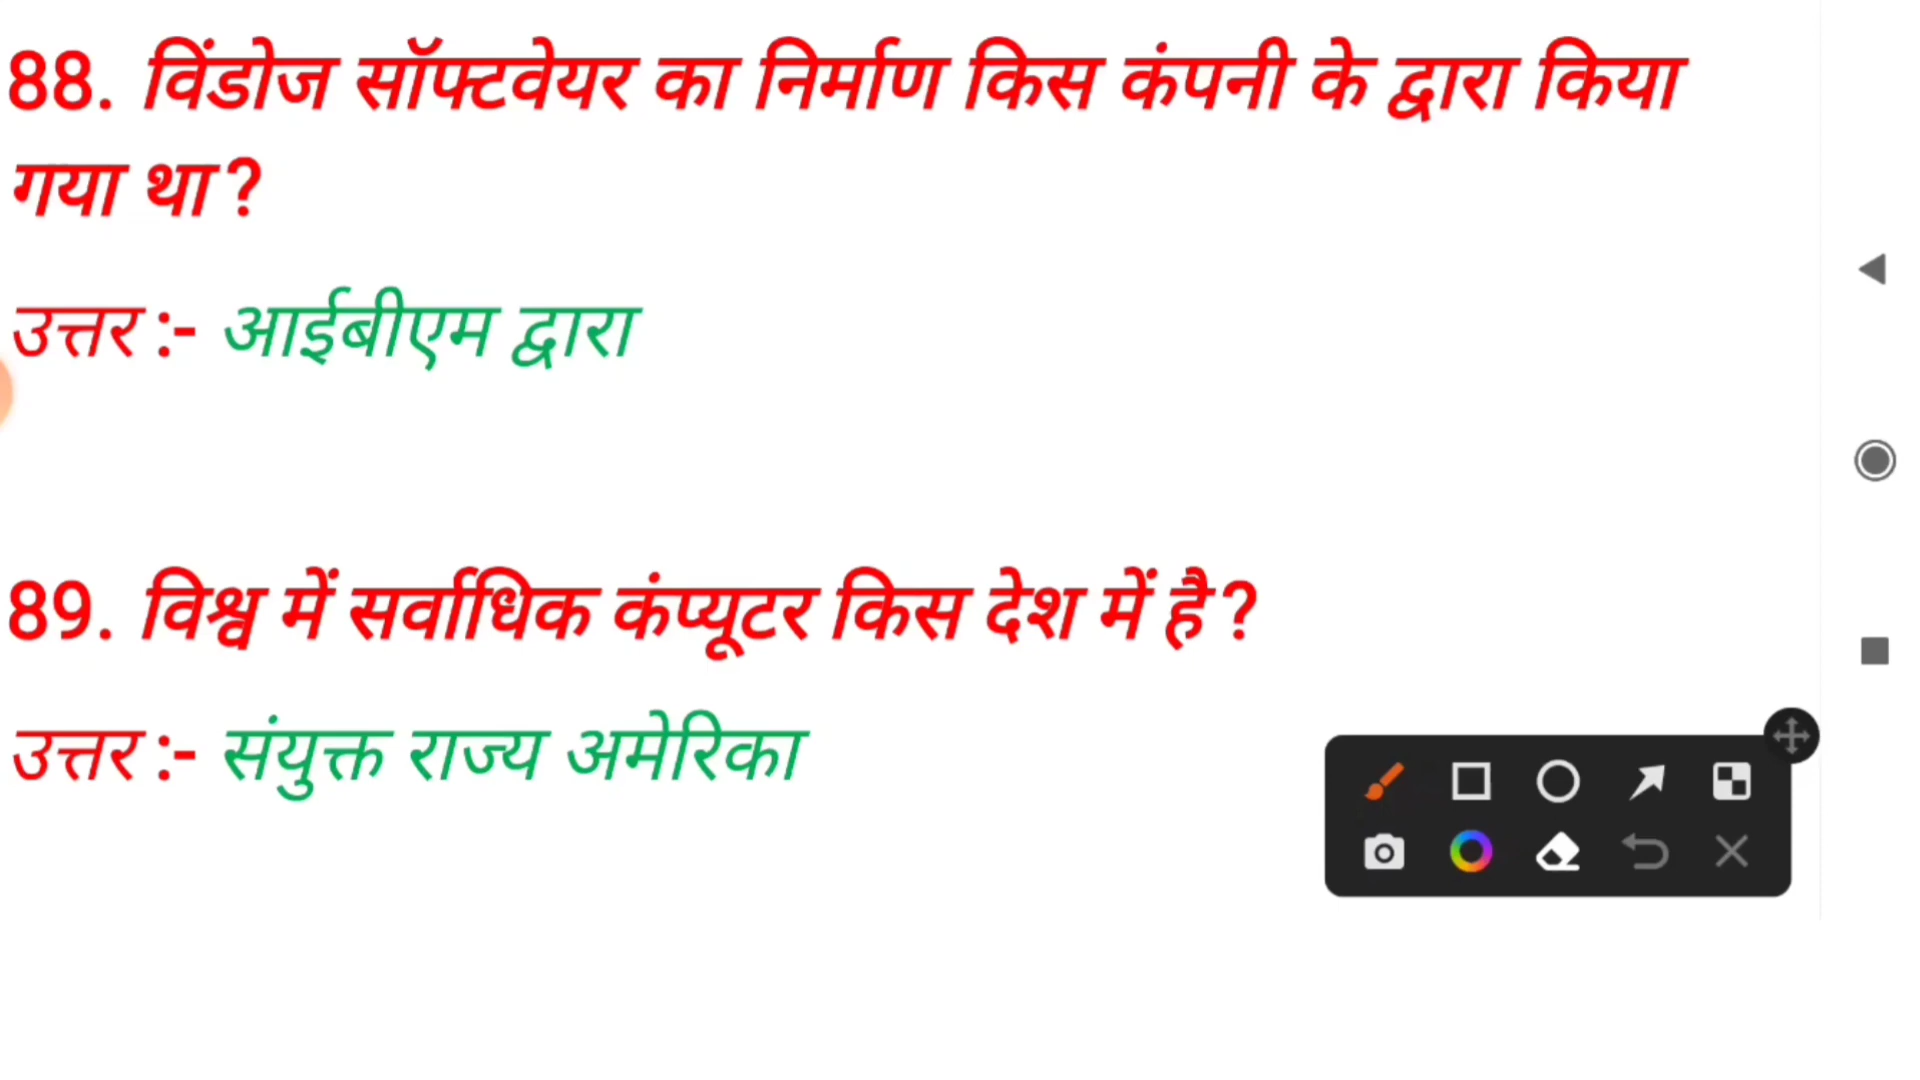 88. विंडोज सॉफ्टवेयर का निर्माण किस कंपनी के द्वारा किया
गया था?
उत्तर :- आईबीएम द्वारा
89. विश्व में सर्वाधिक कंप्यूटर किस देश में है?
उत्तर :- संयुक्त राज्य अमेरिका